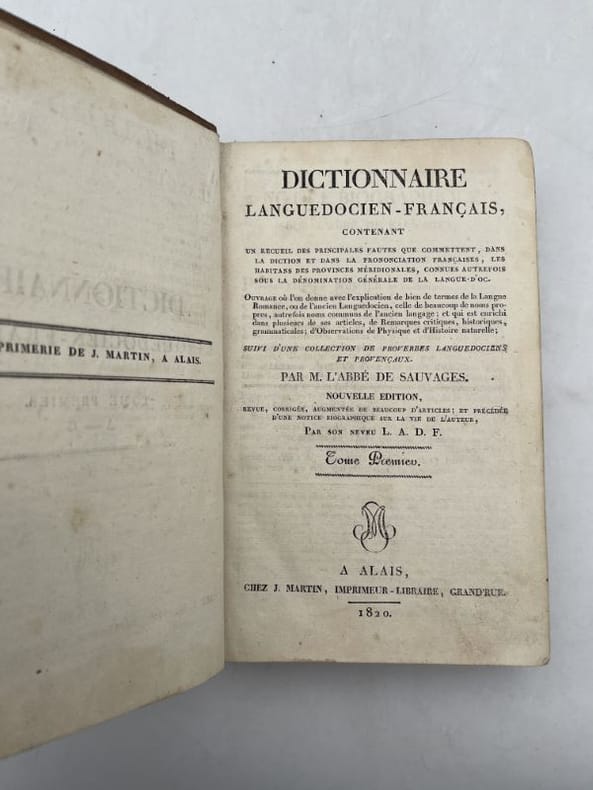 PRIMERIE DE J. MARTIN, A ALAIS.
DICTIONNAIRE
LANGUEDOCIEN-FRANÇAIS,
CONTENANT
UN RECUEIL DES PRINCIPALES FAUTES QUE COMMETTENT, DANS
LA DICTION ET DANS LA PRONONCIATION FRANÇAISES, LES
HABITANS DES PROVINCES MÉRIDIONALES, CONNUES AUTREFOIS
SOUS LA DÉNOMINATION GÉNÉRALE DE LA LANGUE-D'OC.
OUVRAGE où l'on donne avec l'explication de bien de termes de la Langue
Romance, ou de l'ancien Languedocien, celle de beaucoup de noms pro-
pres, autrefois noms communs de l'ancien langage; et qui est enrichi
dans plusieurs de ses articles, de Remarques critiques, historiques,
grammaticales; d'Observations de Physique et d'Histoire naturelle;
SUIVI D'UNE COLLECTION DE PROVERBES LANGUEDOCIENS
ET PROVENÇAUX.
PAR M. L'ABBÉ DE SAUVAGES.
NOUVELLE EDITION,
REVUE, CORRIGÉE, AUGMENTÉE DE BEAUCOUP D'ARTICLES; ET PRÉCÉDÉE
D'UNE NOTICE BIOGRAPHIQUE SUR LA VIE DE L'AUTEUR,
PAR SON NEVEU L. A. D. F.
Tome Premier.
A ALAIS,
CHEZ J. MARTIN, IMPRIMEUR-LIBRAIRE, GRAND'RUE.
1820.